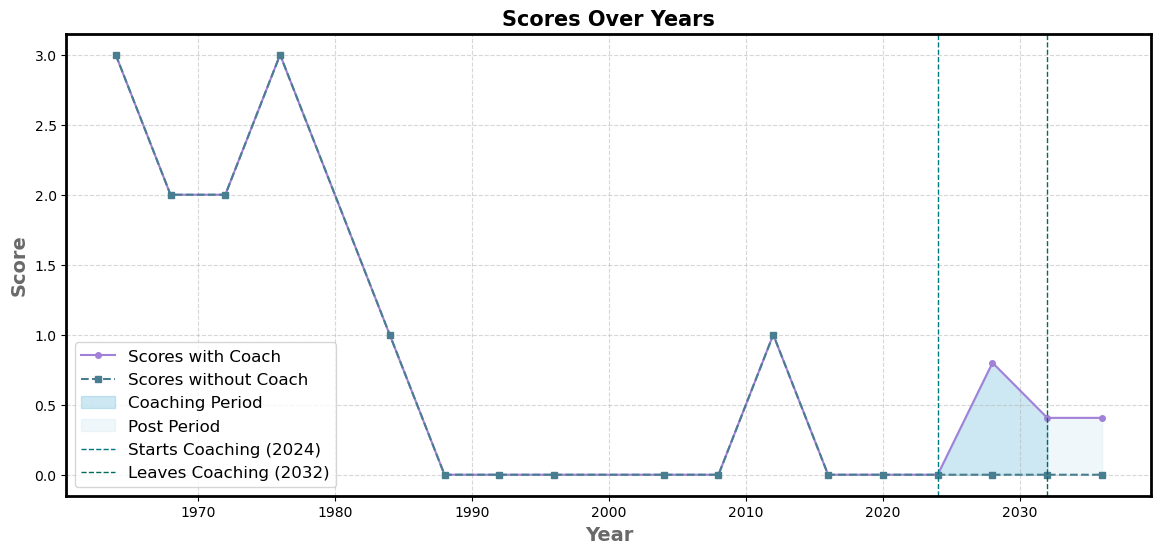 Scores Over Years
3.0
2.5
2.0
1.5
1.0
0.5
0.0
Score
Scores with Coach
Scores without Coach
Coaching Period
Post Period
Starts Coaching (2024)
Leaves Coaching (2032)
1970 1980 1990 2000 2010 2020 2030
Year